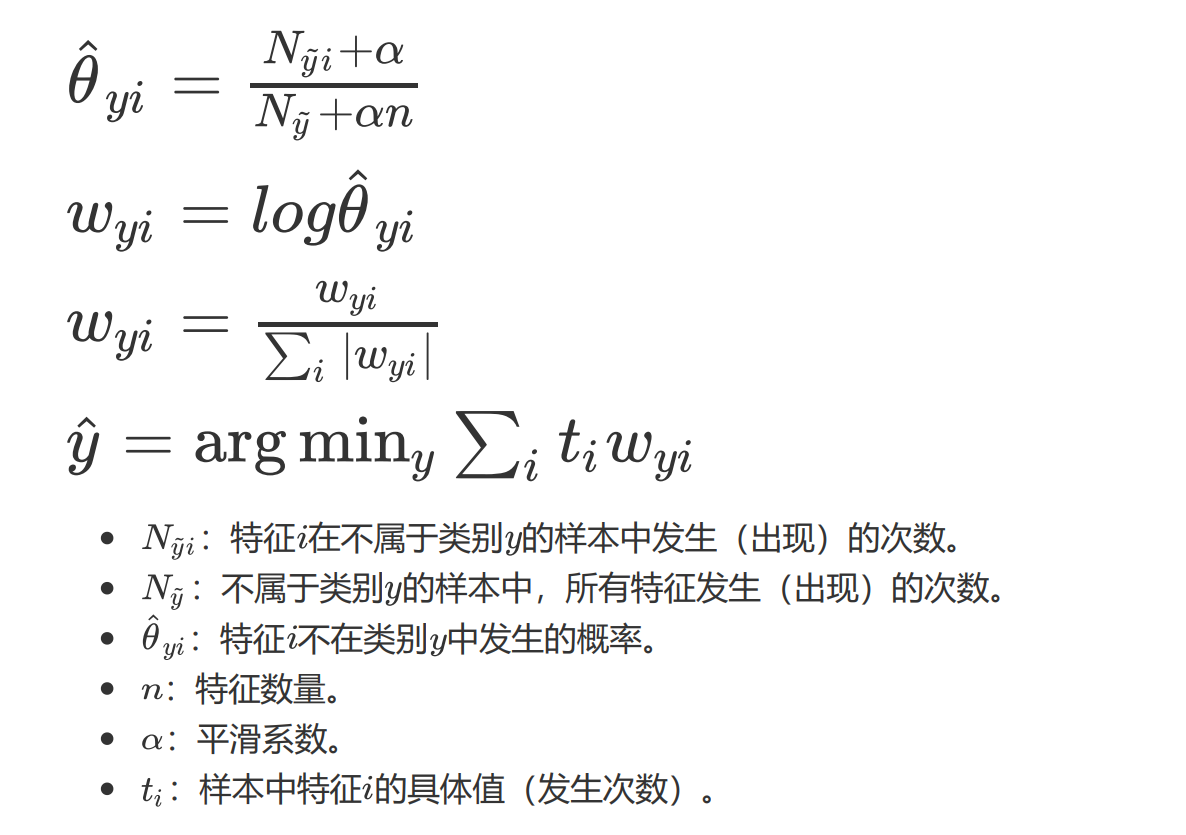 $\hat{\theta}_{yi} = \frac{N_{\tilde{y}i}+\alpha}{N_{\tilde{y}}+\alpha n}$
$w_{yi} = log\hat{\theta}_{yi}$
$w_{yi} = \frac{w_{yi}}{\sum_i |w_{yi}|}$
$\hat{y} = \arg\min_y \sum_i t_i w_{yi}$
• $N_{\tilde{y}i}$：特征$i$在不属于类别$y$的样本中发生（出现）的次数。
• $N_{\tilde{y}}$：不属于类别$y$的样本中，所有特征发生（出现）的次数。
• $\hat{\theta}_{yi}$：特征$i$不在类别$y$中发生的概率。
• $n$：特征数量。
• $\alpha$：平滑系数。
• $t_i$：样本中特征$i$的具体值（发生次数）。